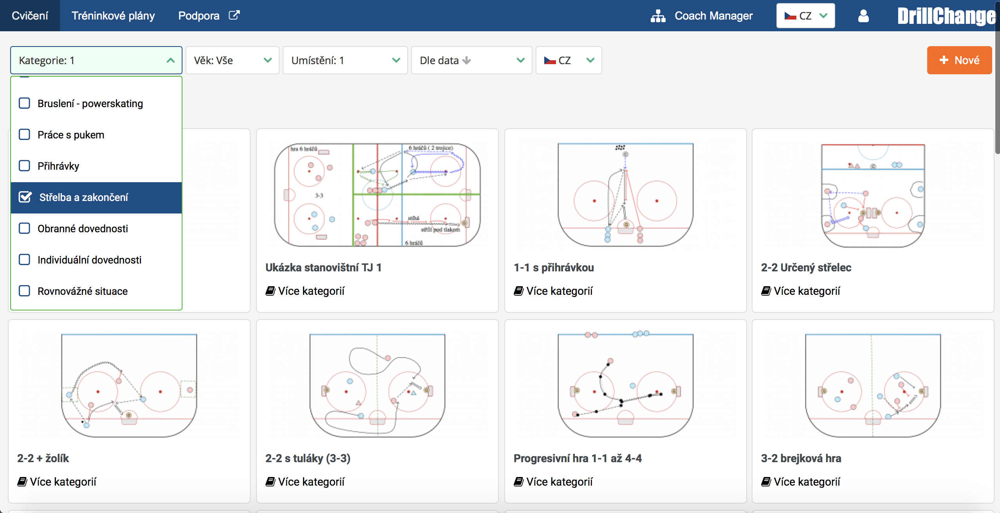 Cvičení Tréninkové plány Podpora Coach Manager CZ DrillChange
Kategorie: 1 Věk: Vše Umístění: 1 Dle data CZ Nové
Bruslení - powerskating
Práce s pukem
Přihrávky
Střelba a zakončení
Obranné dovednosti
Individuální dovednosti
Rovnovážné situace
hra 6 hráčů 6 hráčů ( 2 trojice)
3-3
stíhá
střílí pod tlakem
6 hráčů
G
C
G
C
G G
Ukázka stanovištní TJ 1 1-1 s přihrávkou 2-2 Určený střelec
Více kategorií Více kategorií Více kategorií
G
G G
G G
G G
2-2 + žolík 2-2 s tuláky (3-3) Progresivní hra 1-1 až 4-4 3-2 brejková hra
Více kategorií Více kategorií Více kategorií Více kategorií